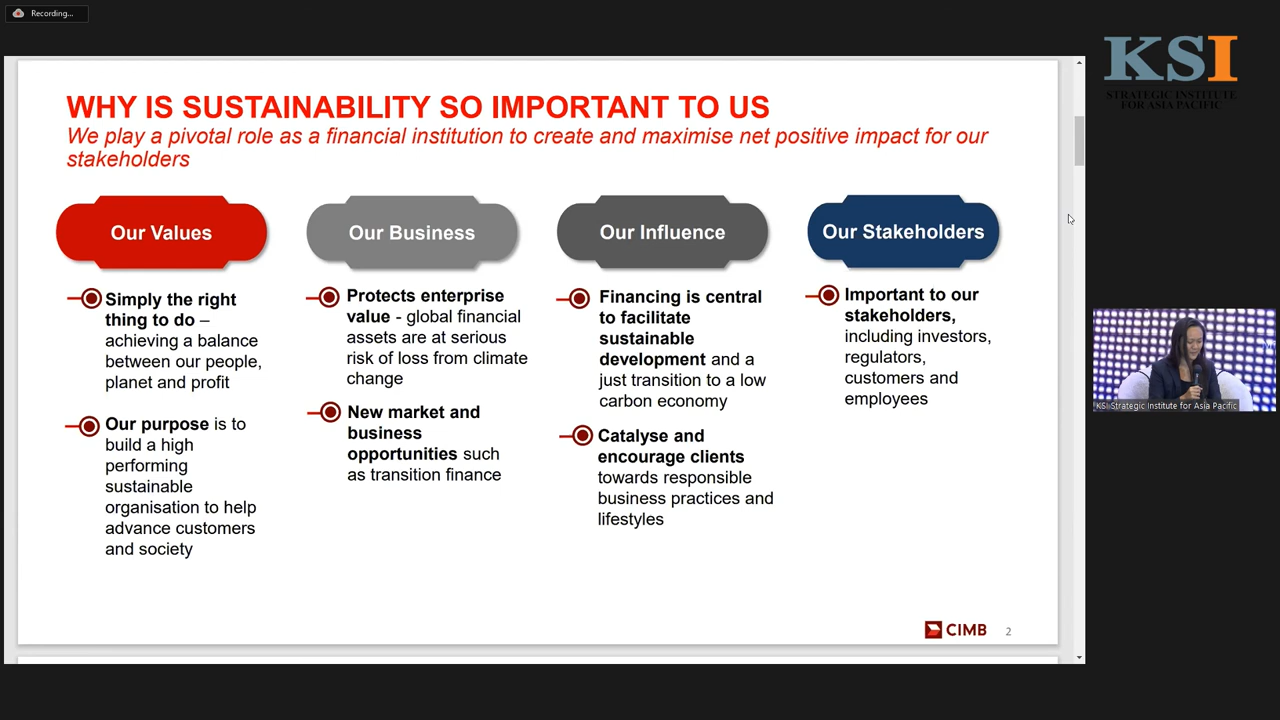 Recording...
KSI
STRATEGIC INSTITUTE
FOR ASIA PACIFIC
WHY IS SUSTAINABILITY SO IMPORTANT TO US
We play a pivotal role as a financial institution to create and maximise net positive impact for our
stakeholders
Our Values
Simply the right
thing to do –
achieving a balance
between our people,
planet and profit
Our purpose is to
build a high
performing
sustainable
organisation to help
advance customers
and society
Our Business
Protects enterprise
value - global financial
assets are at serious
risk of loss from climate
change
New market and
business
opportunities such
as transition finance
Our Influence
Financing is central
to facilitate
sustainable
development and a
just transition to a low
carbon economy
Catalyse and
encourage clients
towards responsible
business practices and
lifestyles
Our Stakeholders
Important to our
stakeholders,
including investors,
regulators,
customers and
employees
KSI Strategic Institute for Asia Pacific
CIMB
2